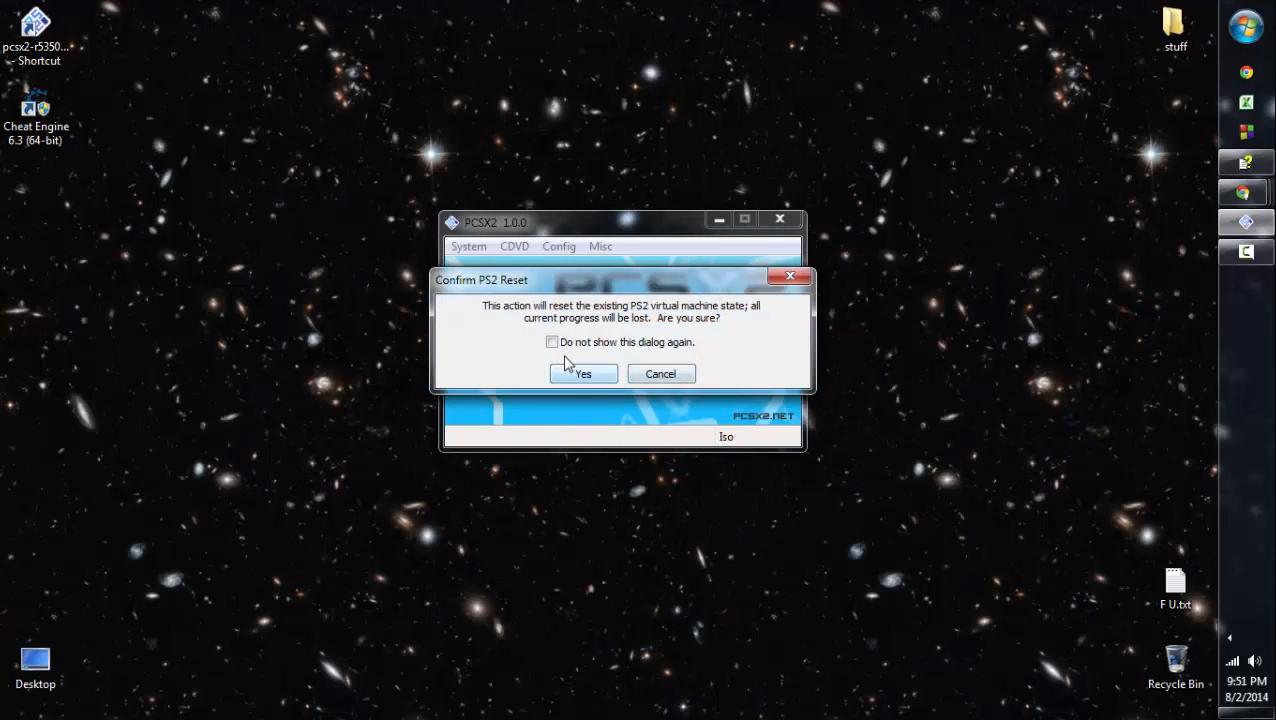 pcsx2-r5350...
- Shortcut
Cheat Engine
6.3 (64-bit)
stuff
PCSX2 1.0.0
System CDVD Config Misc
Confirm PS2 Reset
This action will reset the existing PS2 virtual machine state; all
current progress will be lost. Are you sure?
Do not show this dialog again.
Yes Cancel
PCSX2.NET
Iso
F U.txt
Desktop
Recycle Bin
9:51 PM
8/2/2014